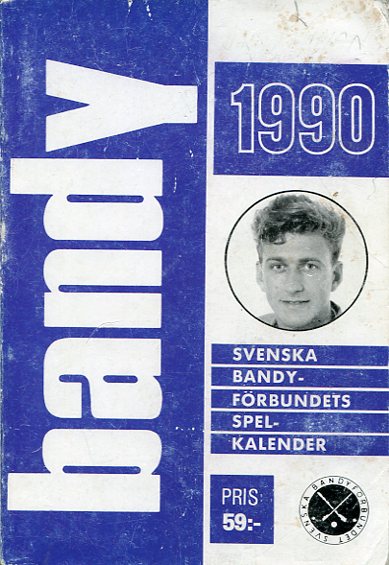 bandy
1990
SVENSKA
BANDY-
FÖRBUNDETS
SPEL-
KALENDER
PRIS
59:-
SVENSKA BANDYFÖRBUNDET